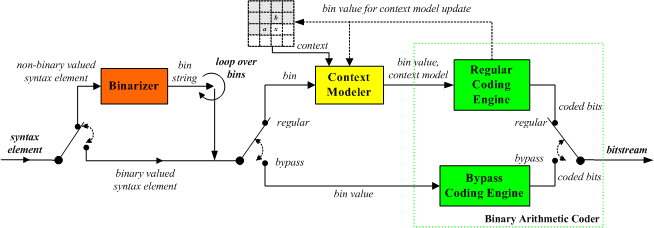 bin value for context model update
b
a x
context
non-binary valued
syntax element
Binarizer
bin
string
loop over
bins
bin
Context
Modeler
bin value,
context model
Regular
Coding
Engine
coded bits
syntax
element
regular
regular
bitstream
binary valued
syntax element
bypass
bin value
Bypass
Coding Engine
bypass
coded bits
Binary Arithmetic Coder